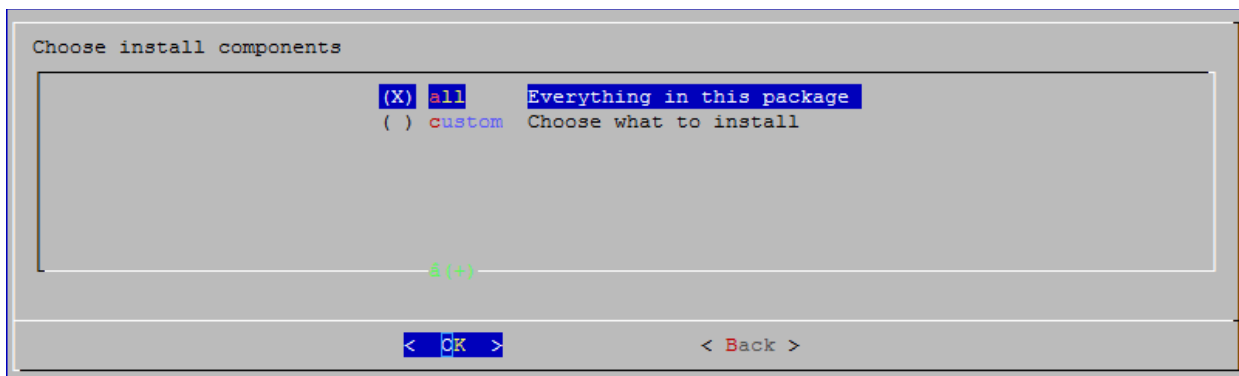 Choose install components
(X) all Everything in this package
( ) custom Choose what to install
< OK > < Back >